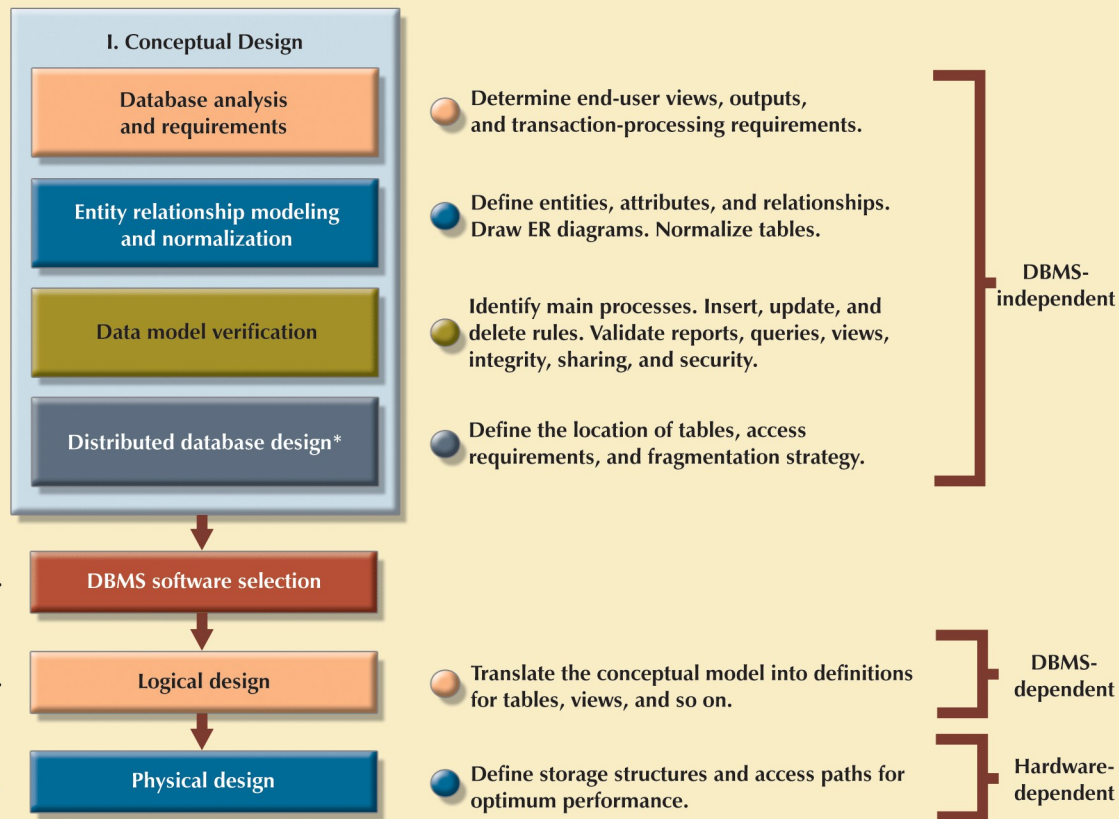 I. Conceptual Design
Database analysis
and requirements
Determine end-user views, outputs,
and transaction-processing requirements.
Entity relationship modeling
and normalization
Define entities, attributes, and relationships.
Draw ER diagrams. Normalize tables.
Data model verification
Identify main processes. Insert, update, and
delete rules. Validate reports, queries, views,
integrity, sharing, and security.
Distributed database design*
Define the location of tables, access
requirements, and fragmentation strategy.
DBMS-
independent
DBMS software selection
Logical design
Translate the conceptual model into definitions
for tables, views, and so on.
DBMS-
dependent
Physical design
Define storage structures and access paths for
optimum performance.
Hardware-
dependent